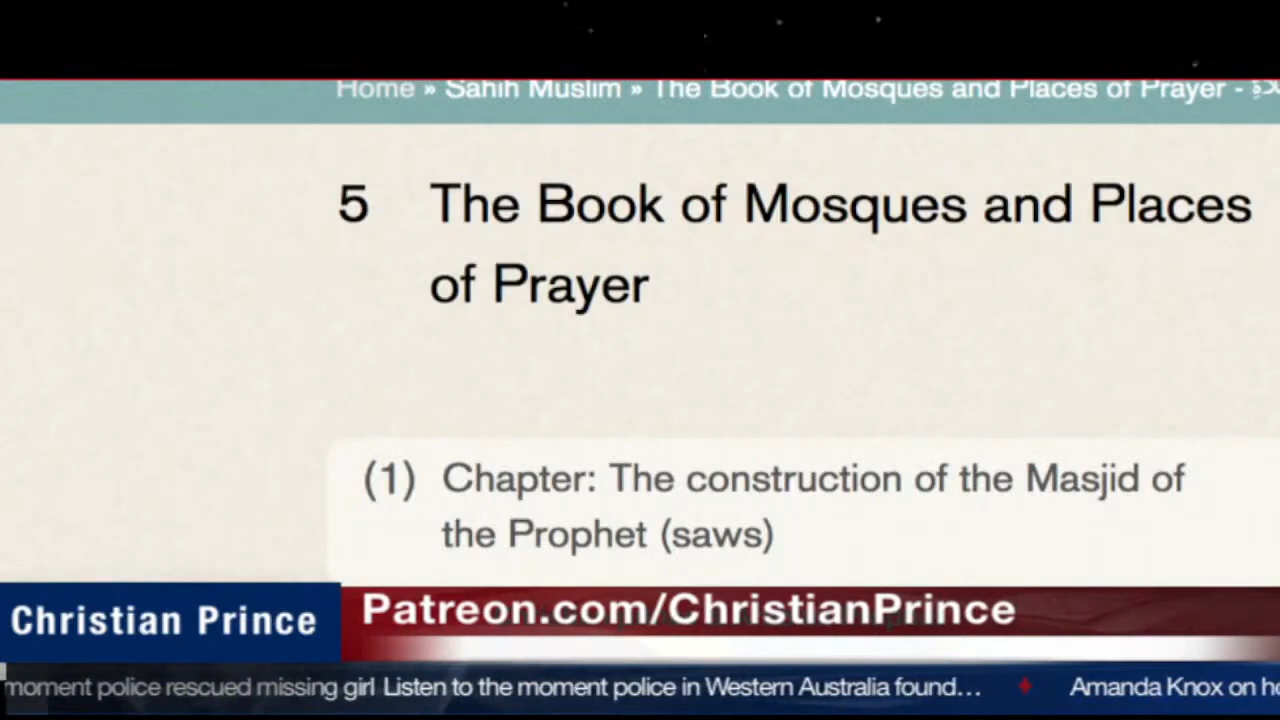 Home » Sahih Muslim » The Book of Mosques and Places of Prayer -
5 The Book of Mosques and Places
of Prayer
(1) Chapter: The construction of the Masjid of
the Prophet (saws)
Christian Prince
Patreon.com/ChristianPrince
moment police rescued missing girl Listen to the moment police in Western Australia found... ♦ Amanda Knox on